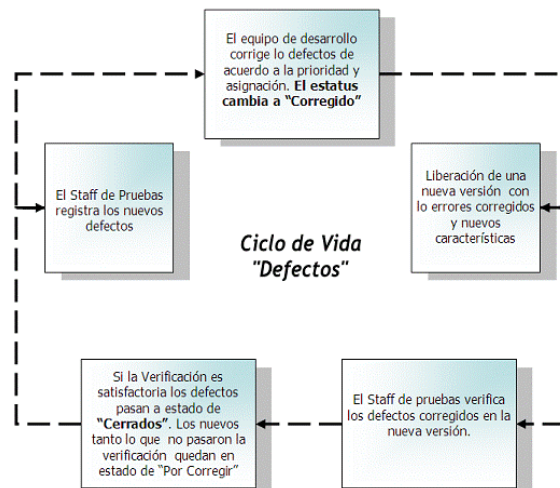 El equipo de desarrollo
corrige lo defectos de
acuerdo a la prioridad y
asignación. El estatus
cambia a “Corregido”
El Staff de Pruebas
registra los nuevos
defectos
Liberación de una
nueva versión con
lo errores corregidos
y nuevos
características
Ciclo de Vida
"Defectos"
Si la Verificación es
satisfactoria los defectos
pasan a estado de
“Cerrados”. Los nuevos
tanto lo que no pasaron la
verificación quedan en
estado de “Por Corregir”
El Staff de pruebas verifica
los defectos corregidos en la
nueva versión.